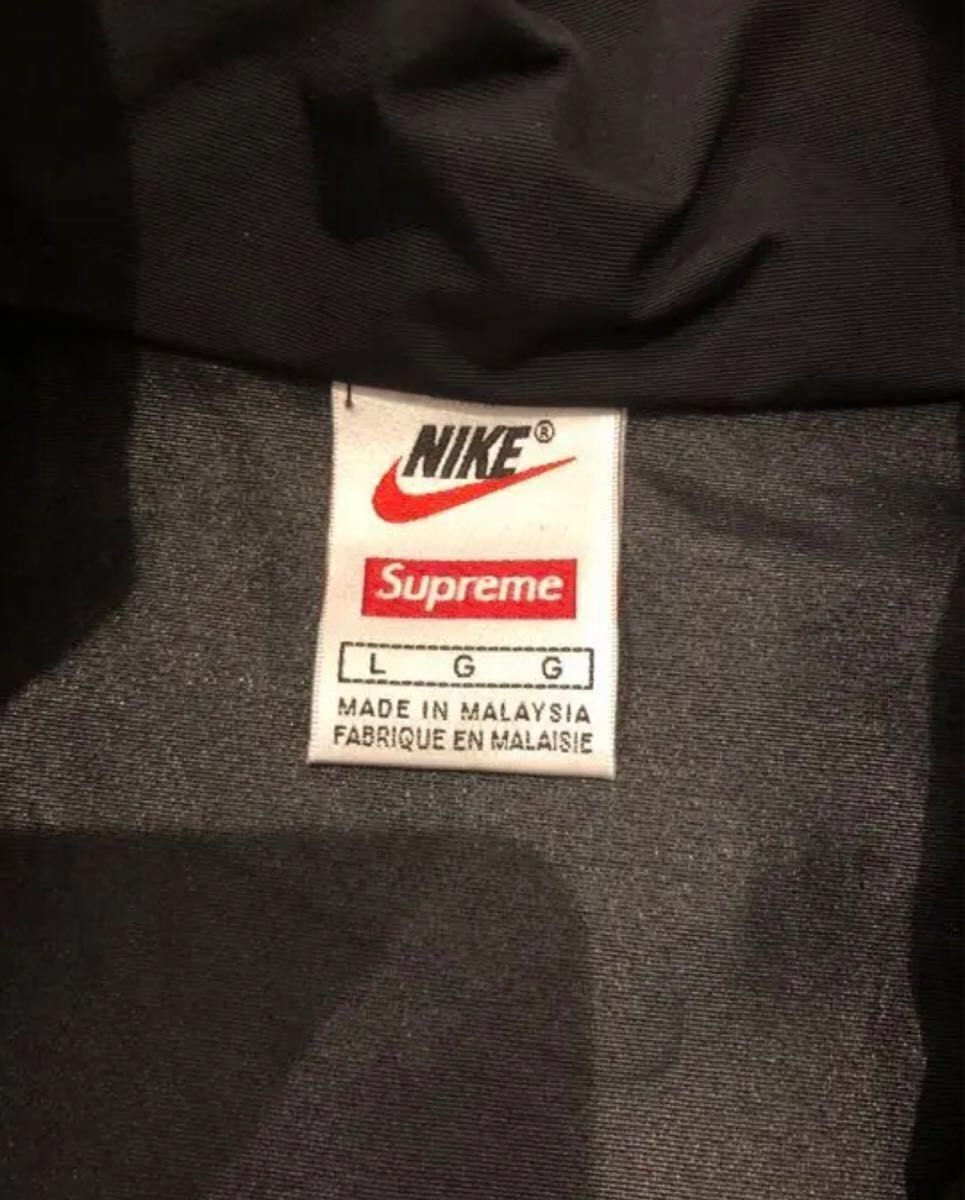 NIKE®
Supreme
L G G
MADE IN MALAYSIA
FABRIQUE EN MALAISIE